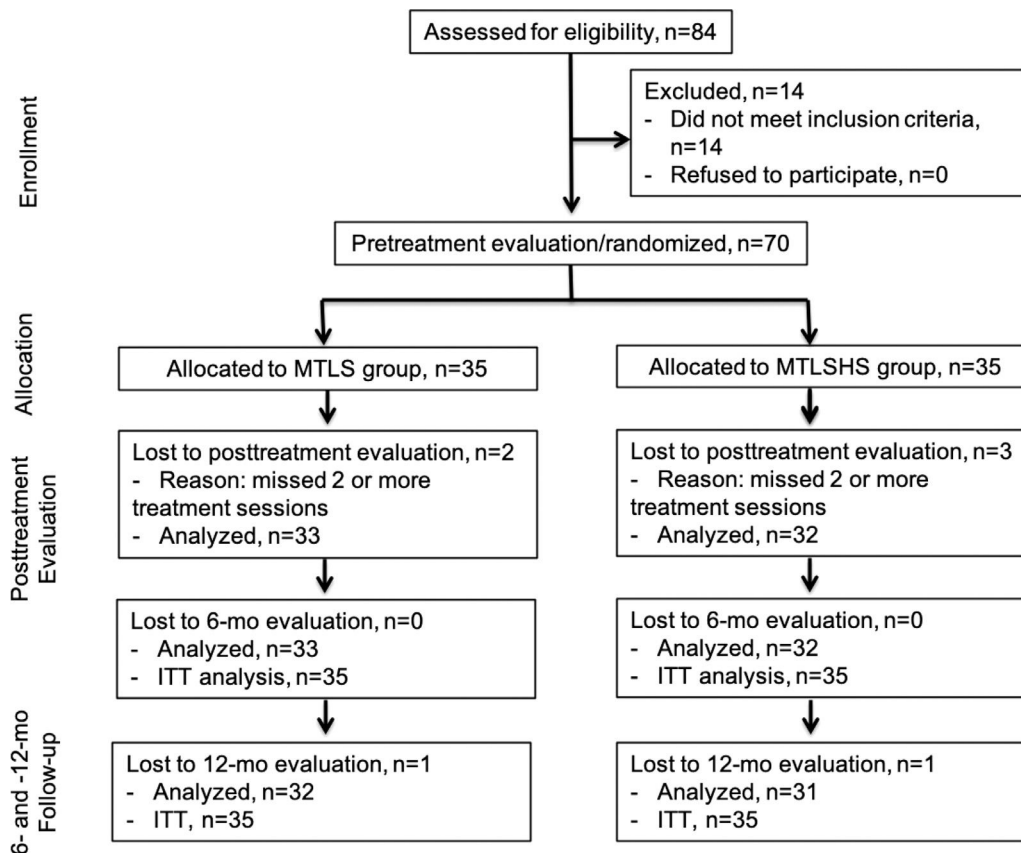 Assessed for eligibility, n=84
Enrollment
Excluded, n=14
- Did not meet inclusion criteria,
n=14
- Refused to participate, n=0
Pretreatment evaluation/randomized, n=70
Allocation
Allocated to MTLS group, n=35
Allocated to MTLSHS group, n=35
Posttreatment
Evaluation
Lost to posttreatment evaluation, n=2
- Reason: missed 2 or more
treatment sessions
- Analyzed, n=33
Lost to posttreatment evaluation, n=3
- Reason: missed 2 or more
treatment sessions
- Analyzed, n=32
6- and -12-mo
Follow-up
Lost to 6-mo evaluation, n=0
- Analyzed, n=33
- ITT analysis, n=35
Lost to 6-mo evaluation, n=0
- Analyzed, n=32
- ITT analysis, n=35
Lost to 12-mo evaluation, n=1
- Analyzed, n=32
- ITT, n=35
Lost to 12-mo evaluation, n=1
- Analyzed, n=31
- ITT, n=35